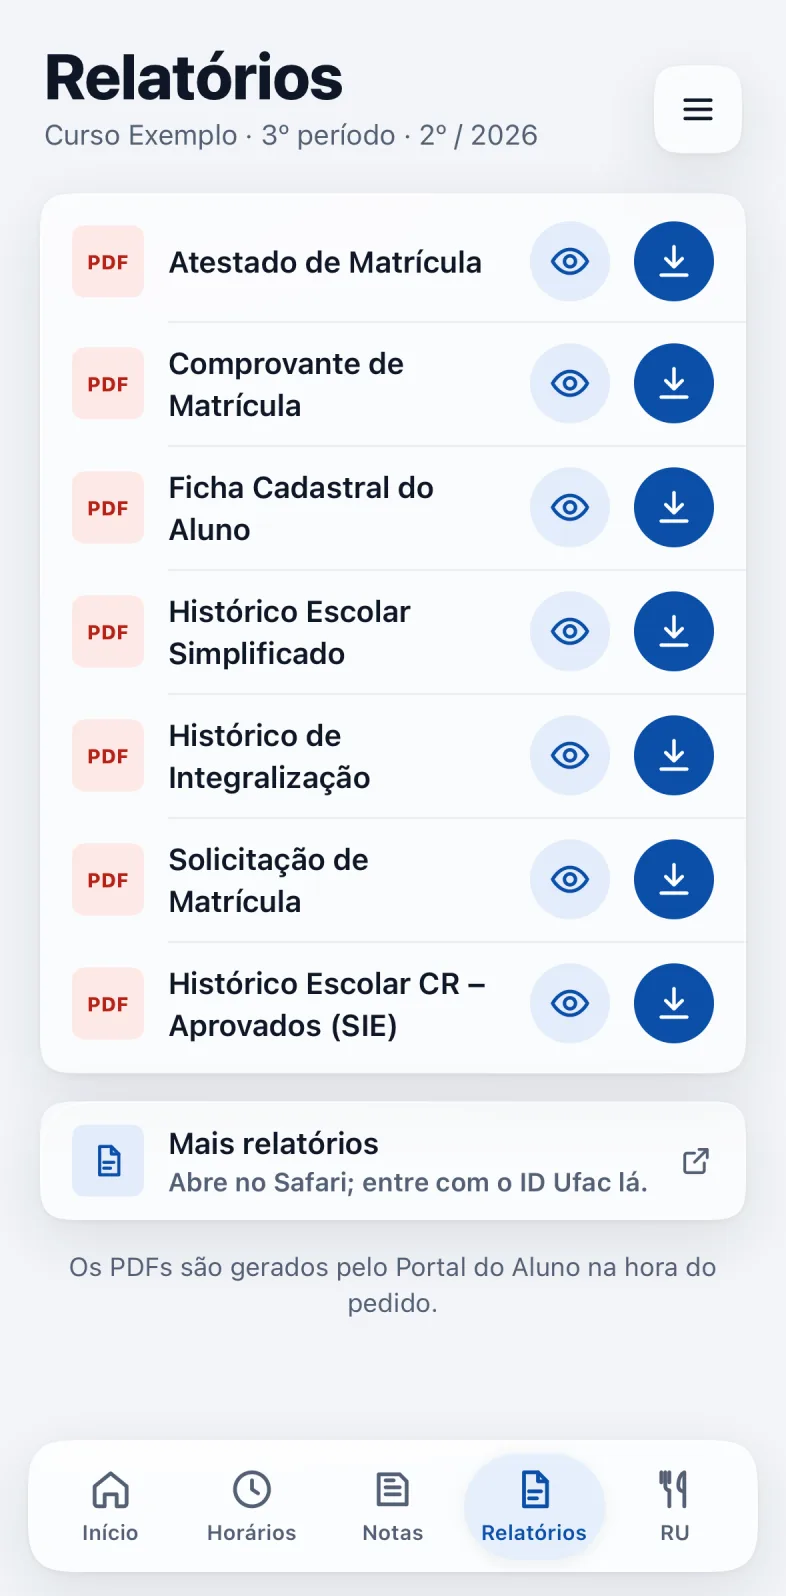 Relatórios
Curso Exemplo · 3º período · 2º / 2026
PDF
Atestado de Matrícula
PDF
Comprovante de
Matrícula
PDF
Ficha Cadastral do
Aluno
PDF
Histórico Escolar
Simplificado
PDF
Histórico de
Integralização
PDF
Solicitação de
Matrícula
PDF
Histórico Escolar CR –
Aprovados (SIE)
Mais relatórios
Abre no Safari; entre com o ID Ufac lá.
Os PDFs são gerados pelo Portal do Aluno na hora do
pedido.
Início
Horários
Notas
Relatórios
RU